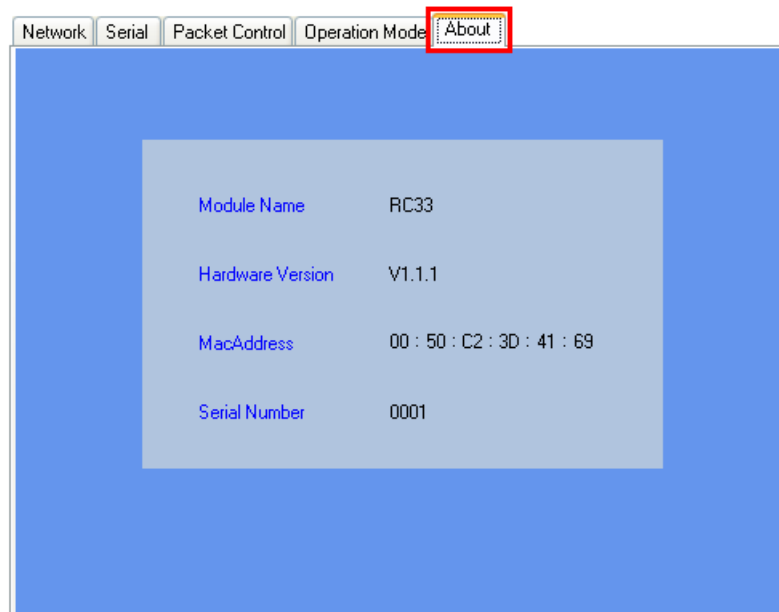 Network Serial Packet Control Operation Mode About
Module Name RC33
Hardware Version V1.1.1
MacAddress 00 : 50 : C2 : 3D : 41 : 69
Serial Number 0001